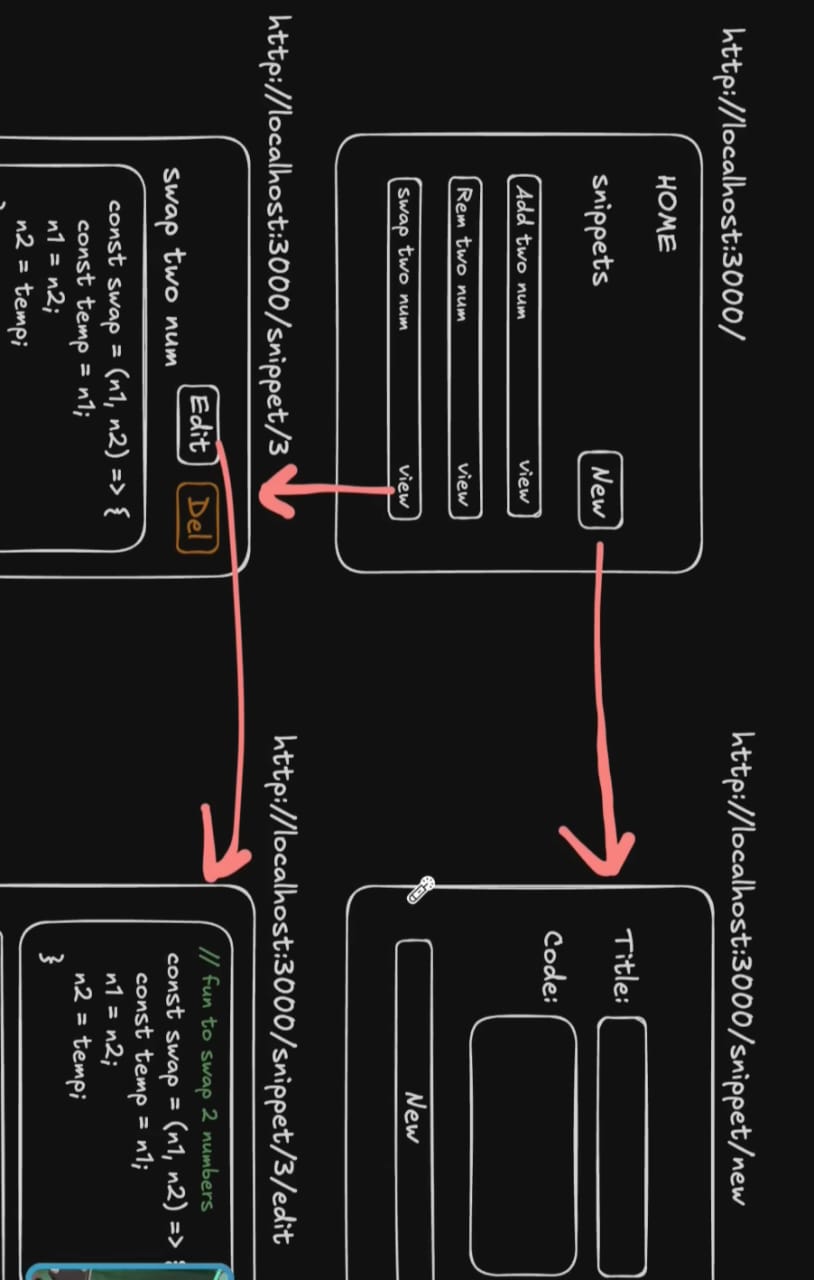 http://localhost:3000/
HOME
snippets
New
Add two num view
Rem two num view
swap two num view
http://localhost:3000/snippet/new
Title:
Code:
New
http://localhost:3000/snippet/3
Edit Del
swap two num
const swap = (n1, n2) => {
const temp = n1;
n1 = n2;
n2 = temp;
http://localhost:3000/snippet/3/edit
// fun to swap 2 numbers
const swap = (n1, n2) => {
const temp = n1;
n1 = n2;
n2 = temp;
}